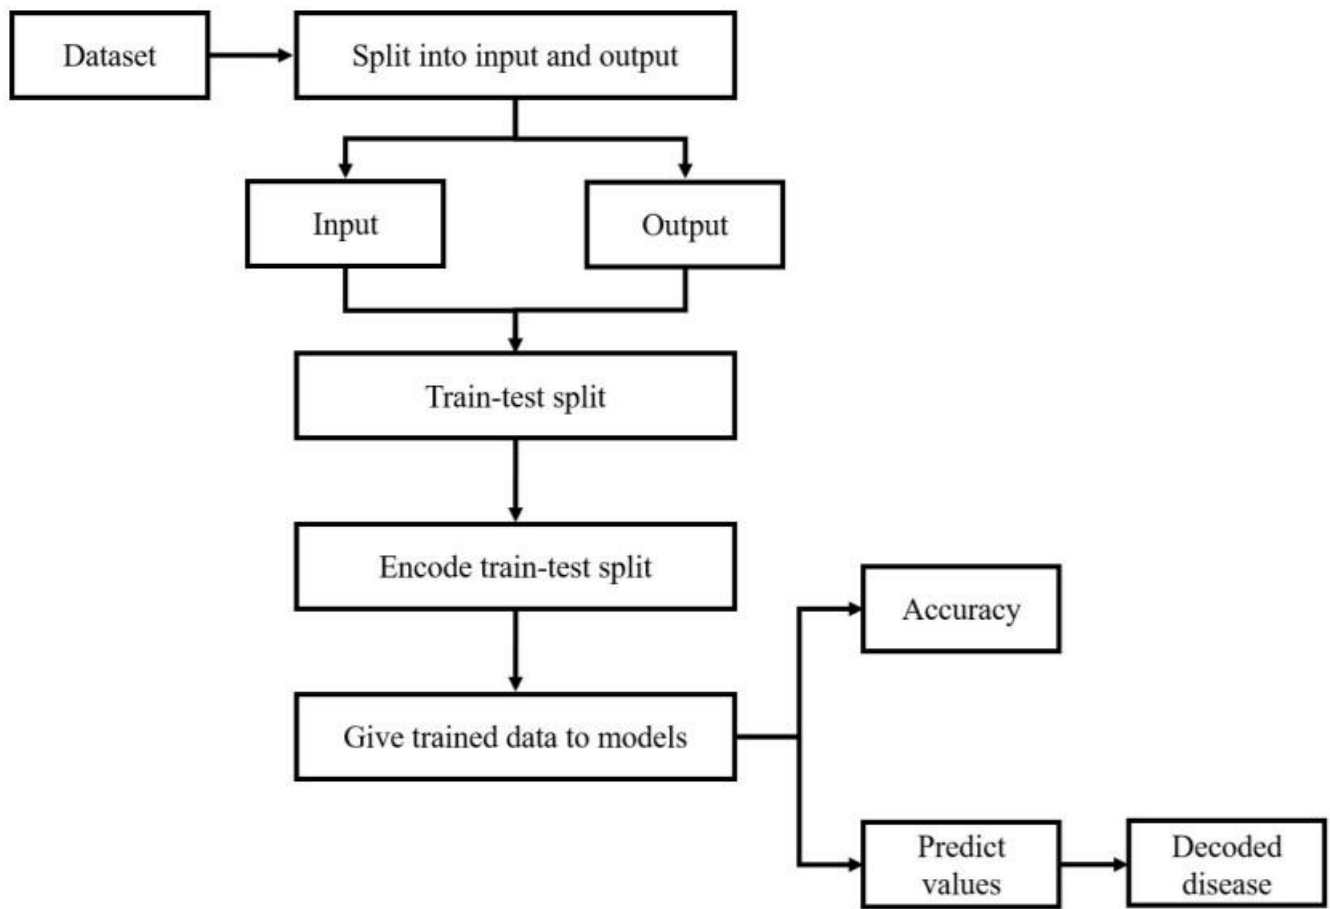 Dataset
Split into input and output
Input
Output
Train-test split
Encode train-test split
Accuracy
Give trained data to models
Predict
values
Decoded
disease